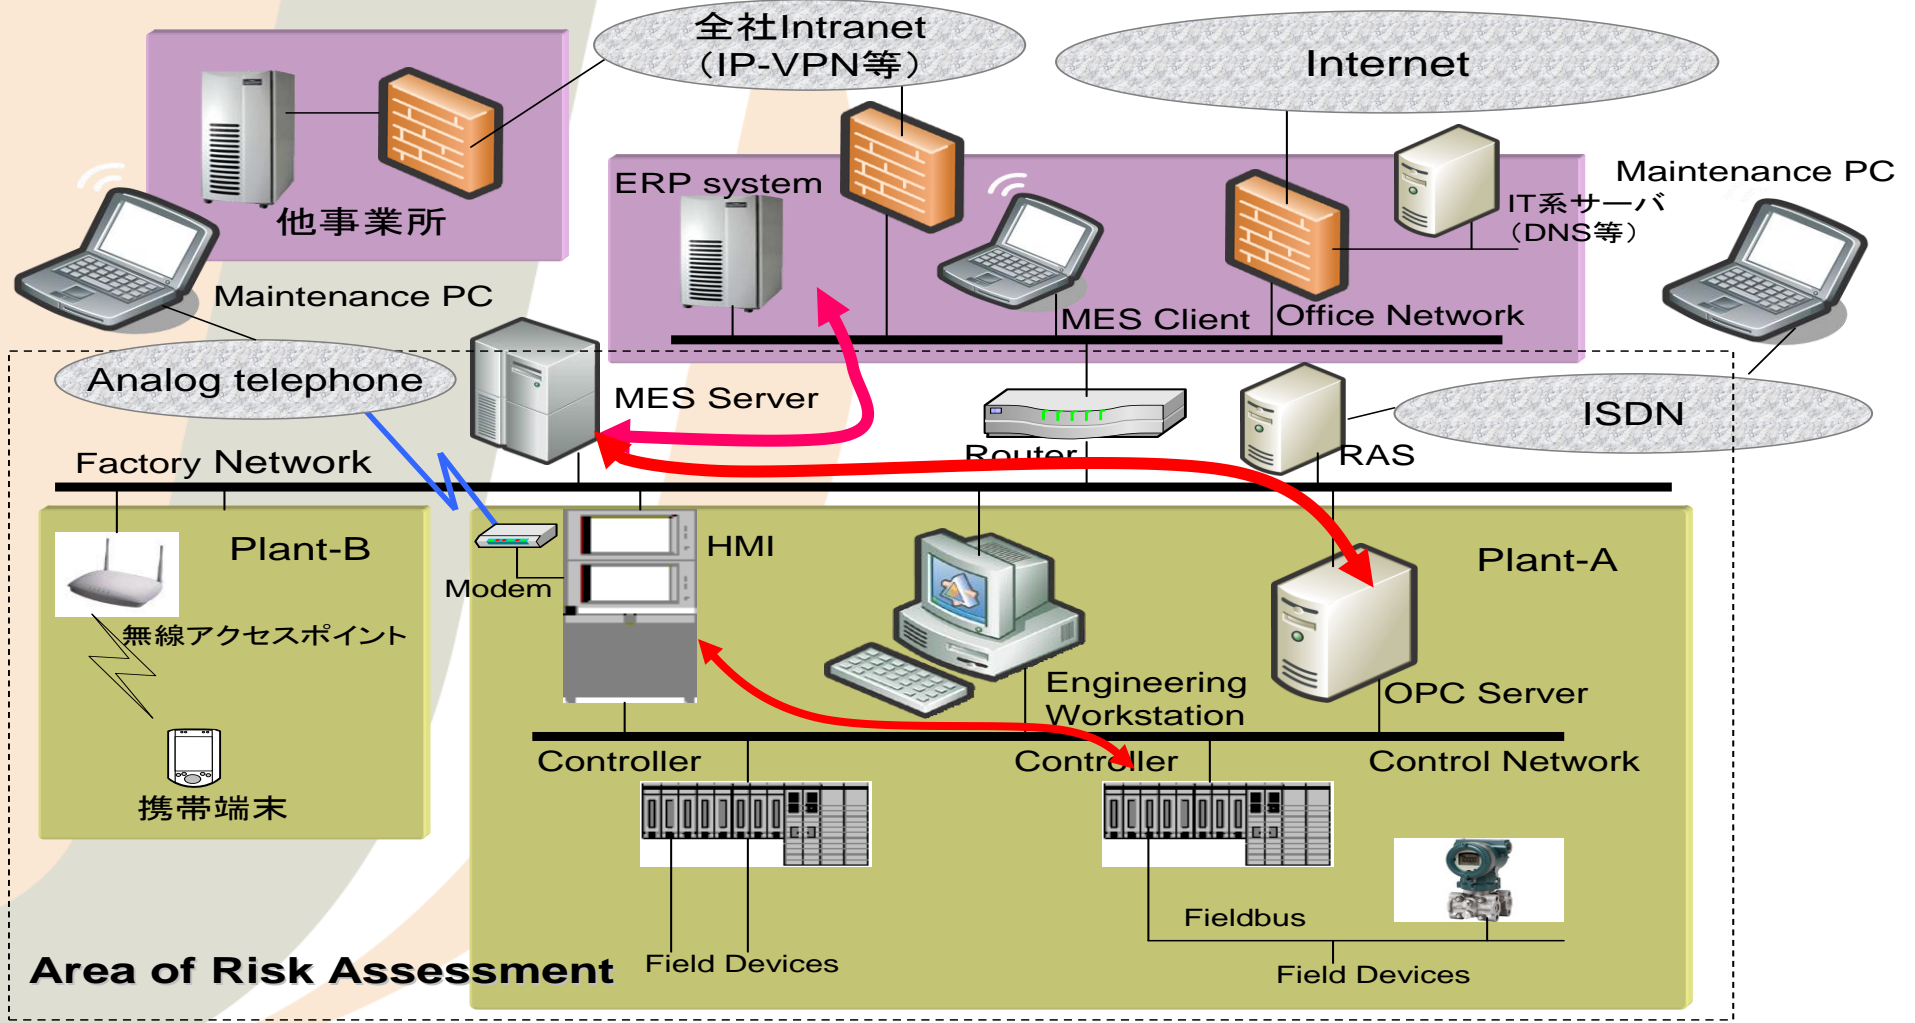 全社Intranet
（IP-VPN等）
Internet
ERP system
Maintenance PC
IT系サーバ
（DNS等）
他事業所
Maintenance PC
MES Client
Office Network
Analog telephone
MES Server
ISDN
Router
RAS
Factory Network
Plant-B
HMI
Plant-A
Modem
無線アクセスポイント
Engineering
Workstation
OPC Server
Controller
Controller
Control Network
携帯端末
Fieldbus
Area of Risk Assessment
Field Devices
Field Devices